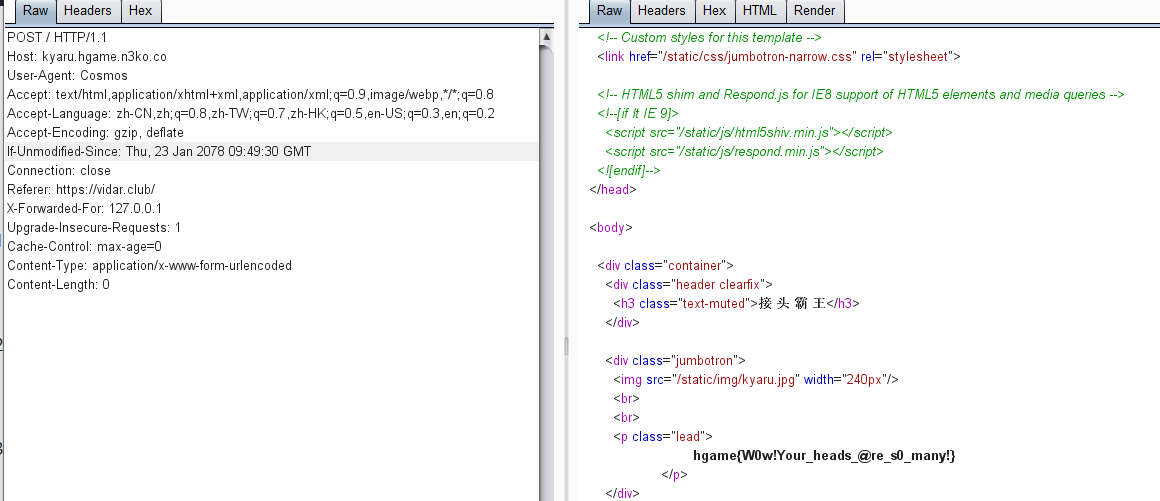 Raw Headers Hex
POST / HTTP/1.1
Host: kyaru.hgame.n3ko.co
User-Agent: Cosmos
Accept: text/html,application/xhtml+xml,application/xml;q=0.9,image/webp,*/*;q=0.8
Accept-Language: zh-CN,zh;q=0.8,zh-TW;q=0.7,zh-HK;q=0.5,en-US;q=0.3,en;q=0.2
Accept-Encoding: gzip, deflate
If-Unmodified-Since: Thu, 23 Jan 2078 09:49:30 GMT
Connection: close
Referer: https://vidar.club/
X-Forwarded-For: 127.0.0.1
Upgrade-Insecure-Requests: 1
Cache-Control: max-age=0
Content-Type: application/x-www-form-urlencoded
Content-Length: 0
Raw Headers Hex HTML Render
<!-- Custom styles for this template -->
<link href="/static/css/jumbotron-narrow.css" rel="stylesheet">
<!-- HTML5 shim and Respond.js for IE8 support of HTML5 elements and media queries -->
<!--[if lt IE 9]>
<script src="/static/js/html5shiv.min.js"></script>
<script src="/static/js/respond.min.js"></script>
<![endif]-->
</head>
<body>
<div class="container">
<div class="header clearfix">
<h3 class="text-muted">接 头 霸 王</h3>
</div>
<div class="jumbotron">
<img src="/static/img/kyaru.jpg" width="240px"/>
<br>
<br>
<p class="lead">
hgame{W0w!Your_heads_@re_s0_many!}
</p>
</div>